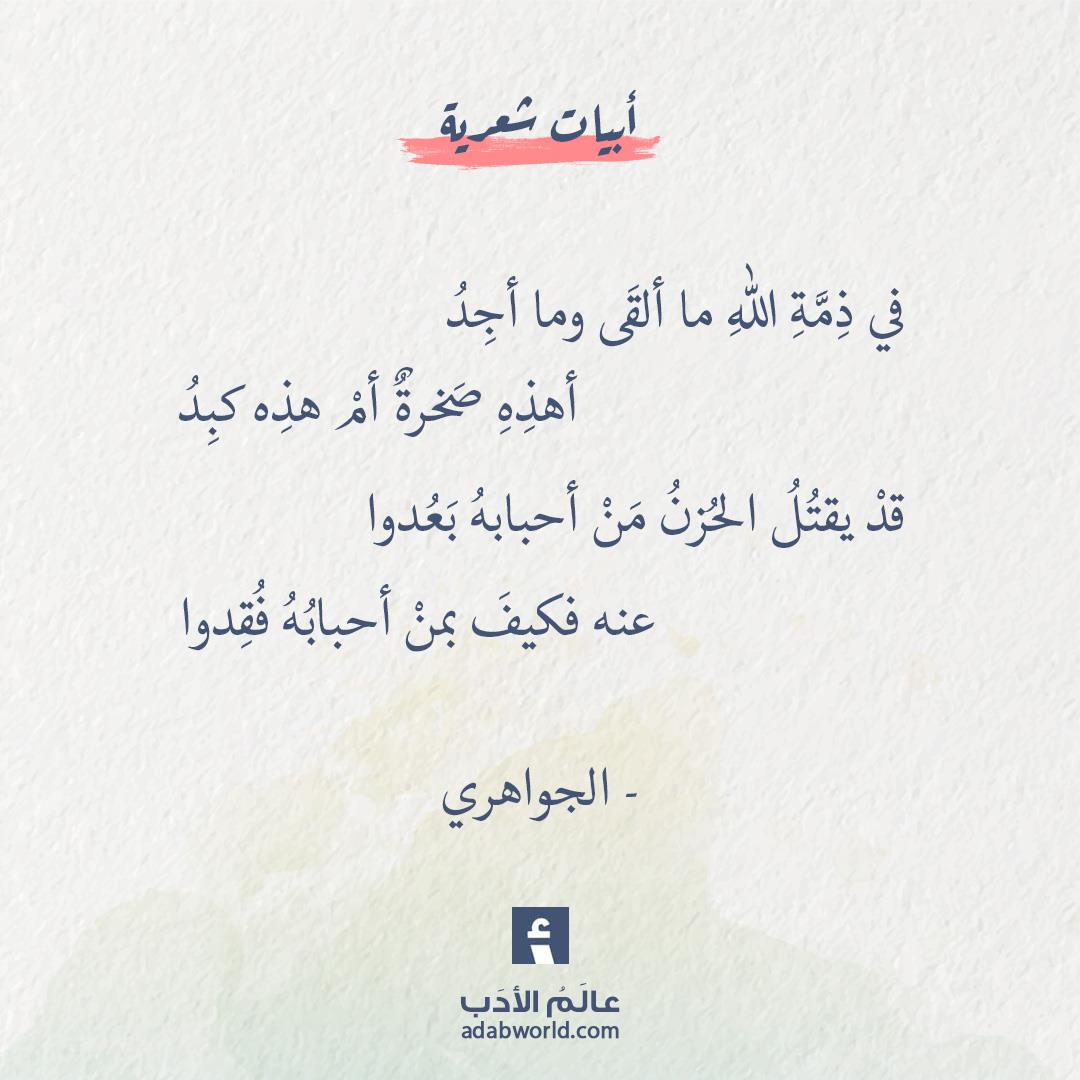 أبيات شعرية
في ذِمَّةِ اللهِ ما ألقَى وما أجِدُ
أهذِهِ صَخرةٌ أمْ هذِه كبِدُ
قدْ يقتُلُ الحُزنُ مَنْ أحبابهُ بَعُدوا
عنه فكيفَ بمنْ أحبابُهُ فُقِدوا
- الجواهري
أ
عالَمُ الأدَب
adabworld.com